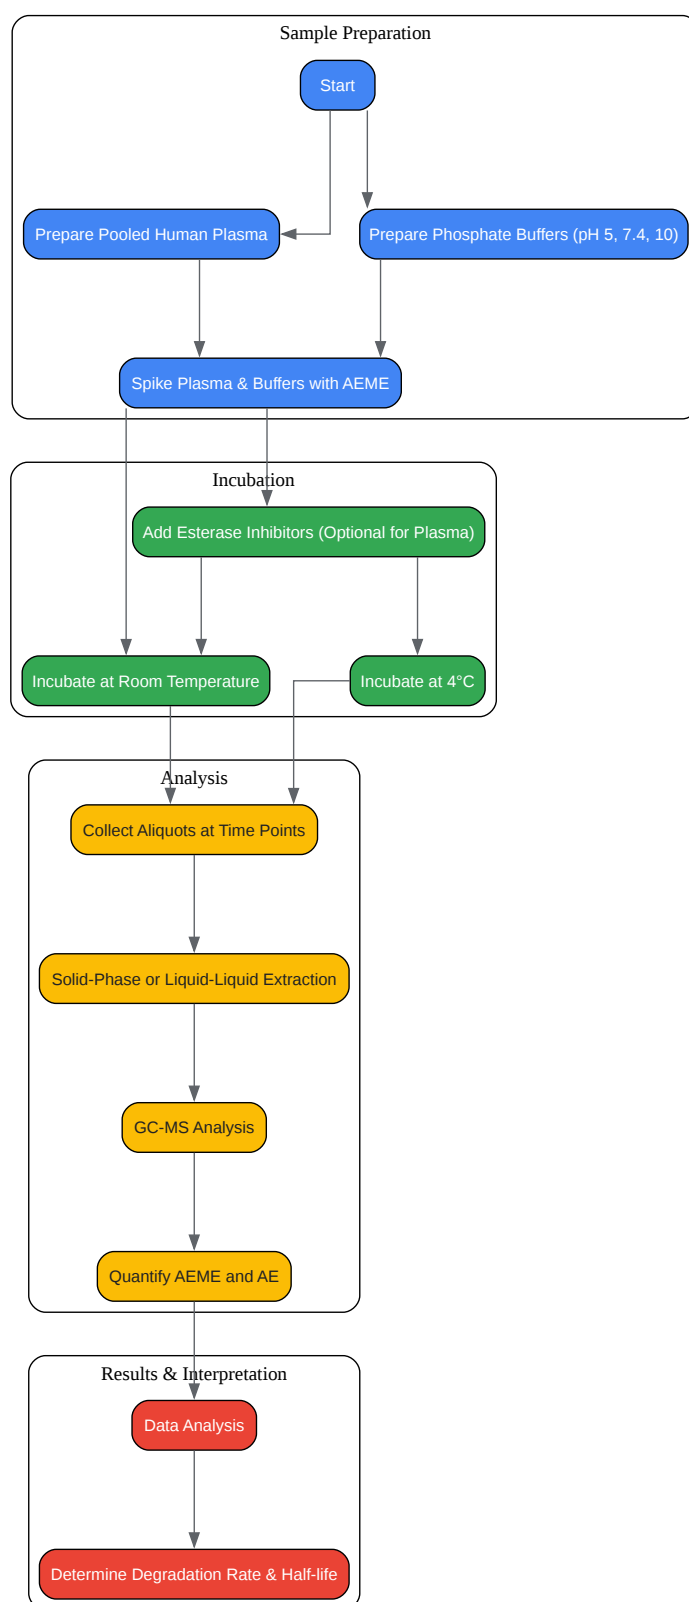 Sample Preparation
Start
Prepare Pooled Human Plasma
Prepare Phosphate Buffers (pH 5, 7.4, 10)
Spike Plasma & Buffers with AEME
Incubation
Add Esterase Inhibitors (Optional for Plasma)
Incubate at Room Temperature
Incubate at 4°C
Analysis
Collect Aliquots at Time Points
Solid-Phase or Liquid-Liquid Extraction
GC-MS Analysis
Quantify AEME and AE
Results & Interpretation
Data Analysis
Determine Degradation Rate & Half-life